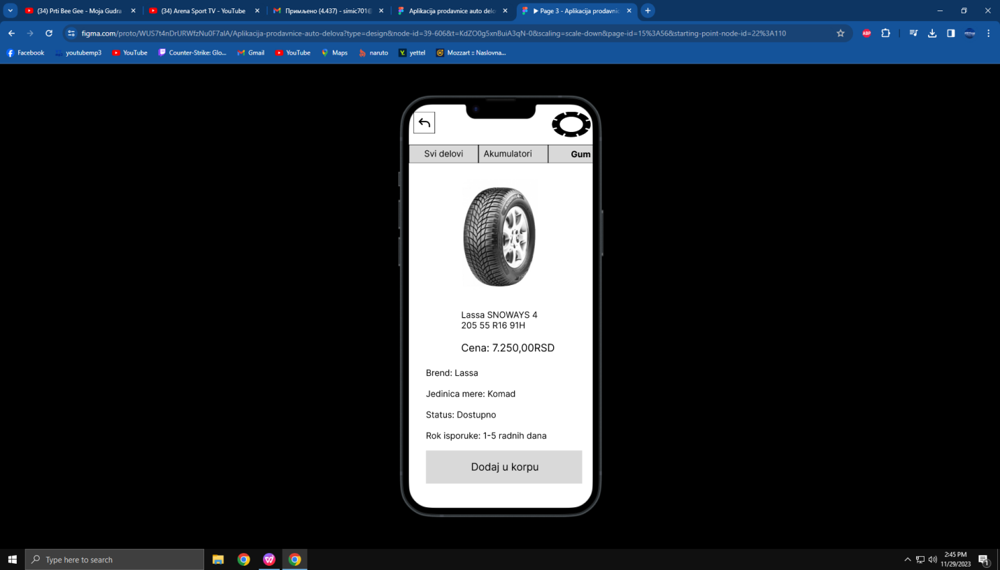 (34) Prti Bee Gee - Moja Gudra
(34) Arena Sport TV - YouTube
Примљено (4.437) - simic701@
Aplikacija prodavnice auto delo
Page 3 - Aplikacija prodavnic
figma.com/proto/WUS7t4nDrURWfzNu0F7alA/Aplikacija-prodavnice-auto-delova?type=design&node-id=39-606&t=KdZO0g5xnBuiA3qN-0&scaling=scale-down&page-id=15%3A56&starting-point-node-id=22%3A110
ABP
Facebook
youtubemp3
YouTube
Counter-Strike: Glo...
Gmail
YouTube
Maps
naruto
yettel
Mozzart :: Naslovna...
Svi delovi
Akumulatori
Gum
Lassa SNOWAYS 4
205 55 R16 91H
Cena: 7.250,00RSD
Brend: Lassa
Jedinica mere: Komad
Status: Dostupno
Rok isporuke: 1-5 radnih dana
Dodaj u korpu
Type here to search
2:45 PM
11/29/2023
1